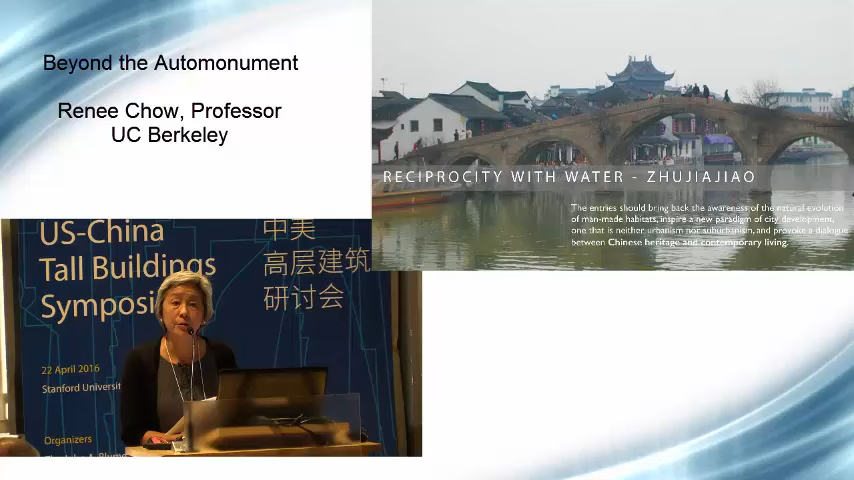 Beyond the Automonument
Renee Chow, Professor
UC Berkeley
RECIPROCITY WITH WATER - ZHUJIAJIAO
The entries should bring back the awareness of the natural evolution
of man-made habitats, inspire a new paradigm of city development,
one that is neither urbanism nor suburbanism, and provoke a dialogue
between Chinese heritage and contemporary living.
US-China
Tall Buildings
Symposi
中美
高层建筑
研讨会
22 April 2016
Stanford Universit
Organizers